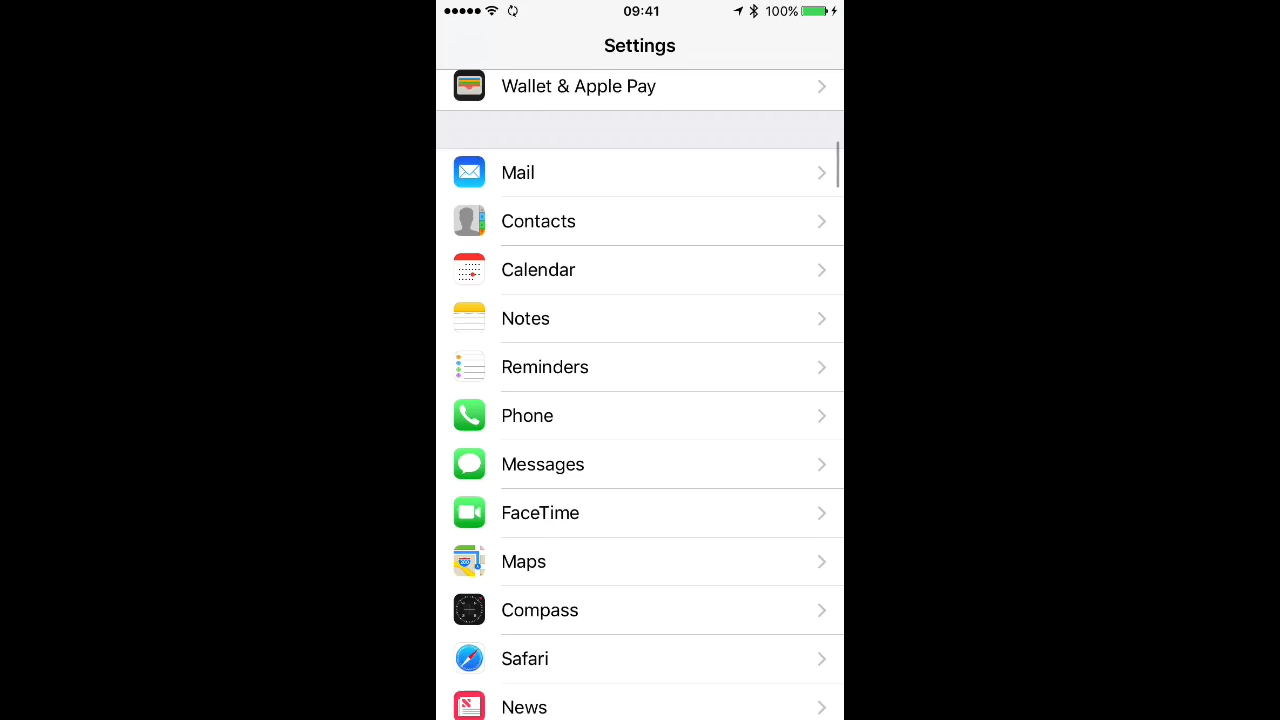 09:41 100%
Settings
Wallet & Apple Pay
Mail
Contacts
Calendar
Notes
Reminders
Phone
Messages
FaceTime
Maps
Compass
Safari
News